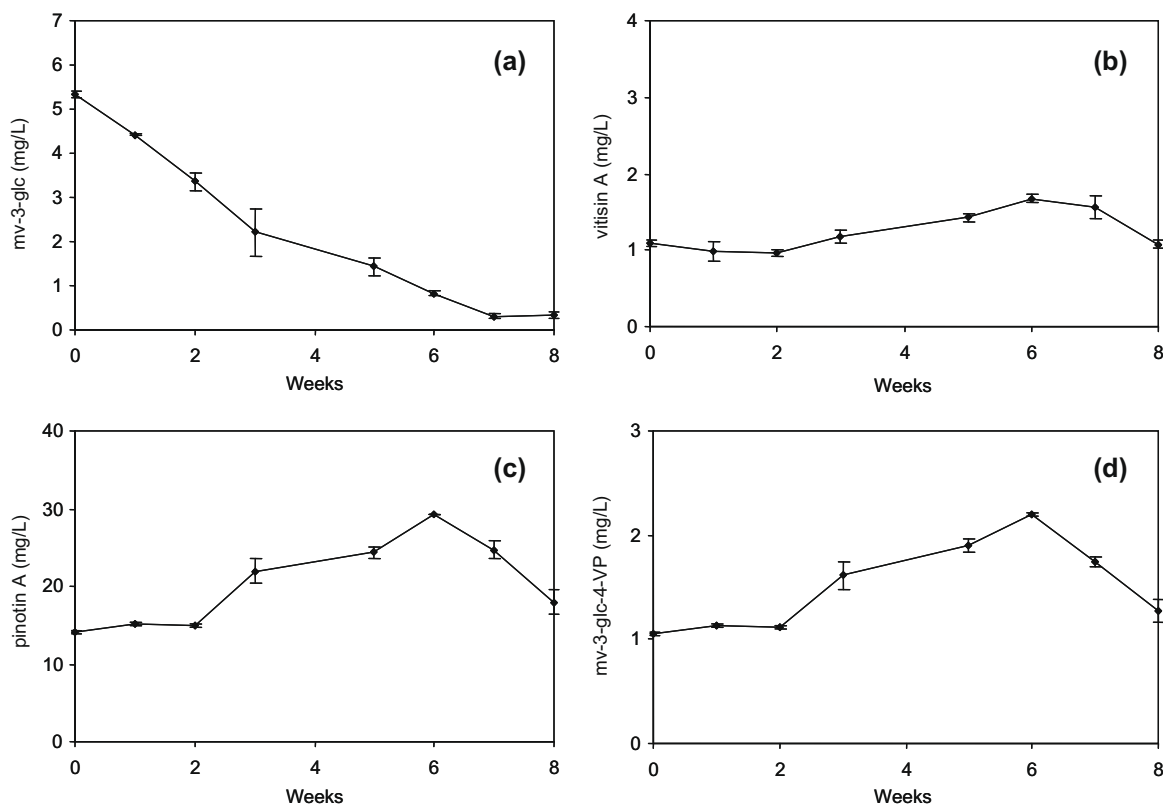 (a)
mv-3-glc (mg/L)
7
6
5
4
3
2
1
0
0 2 4 6 8
Weeks
(b)
vitisin A (mg/L)
4
3
2
1
0
0 2 4 6 8
Weeks
(c)
pinotin A (mg/L)
40
30
20
10
0
0 2 4 6 8
Weeks
(d)
mv-3-glc-4-VP (mg/L)
3
2
1
0
0 2 4 6 8
Weeks